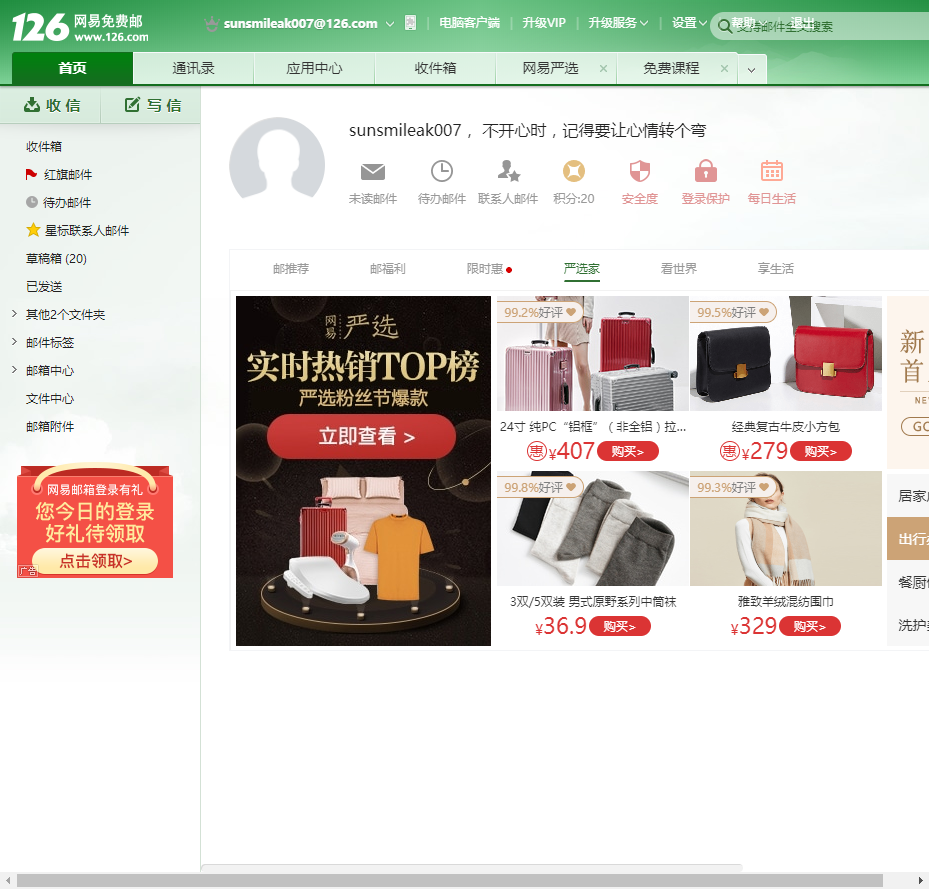 126 网易免费邮
www.126.com
sunsmileak007@126.com
电脑客户端
升级VIP
升级服务
设置
帮助
退出
支持邮件全文搜索
首页
通讯录
应用中心
收件箱
网易严选
免费课程
收信
写信
收件箱
红旗邮件
待办邮件
星标联系人邮件
草稿箱 (20)
已发送
其他2个文件夹
邮件标签
邮箱中心
文件中心
邮箱附件
网易邮箱登录有礼
您今日的登录
好礼待领取
点击领取>
广告
sunsmileak007， 不开心时，记得要让心情转个弯
未读邮件
待办邮件
联系人邮件
积分:20
安全度
登录保护
每日生活
邮推荐
邮福利
限时惠
严选家
看世界
享生活
网易严选
实时热销TOP榜
严选粉丝节爆款
立即查看 >
99.2%好评
24寸 纯PC“铝框”（非全铝）拉...
惠¥407 购买>
99.5%好评
经典复古牛皮小方包
惠¥279 购买>
99.8%好评
3双/5双装 男式原野系列中筒袜
¥36.9 购买>
99.3%好评
雅致羊绒混纺围巾
¥329 购买>
新
首
NE
GO
居家
出行
餐厨
洗护